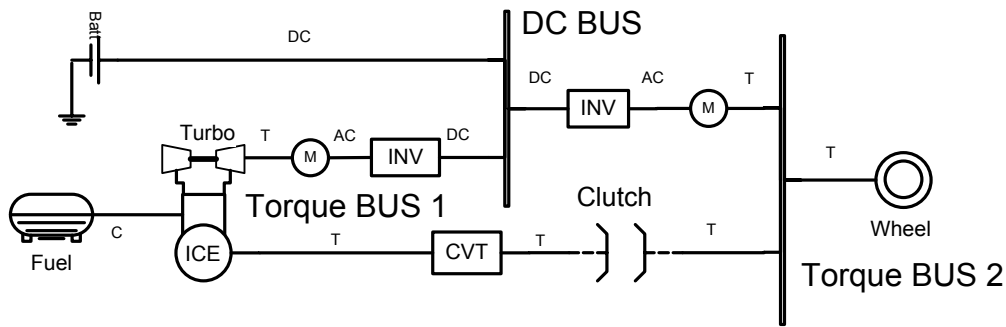 Batt
DC
DC BUS
DC
INV
AC
M
T
Turbo
T
M
AC
INV
DC
Torque BUS 1
Clutch
T
Wheel
C
Fuel
ICE
T
CVT
T
T
Torque BUS 2